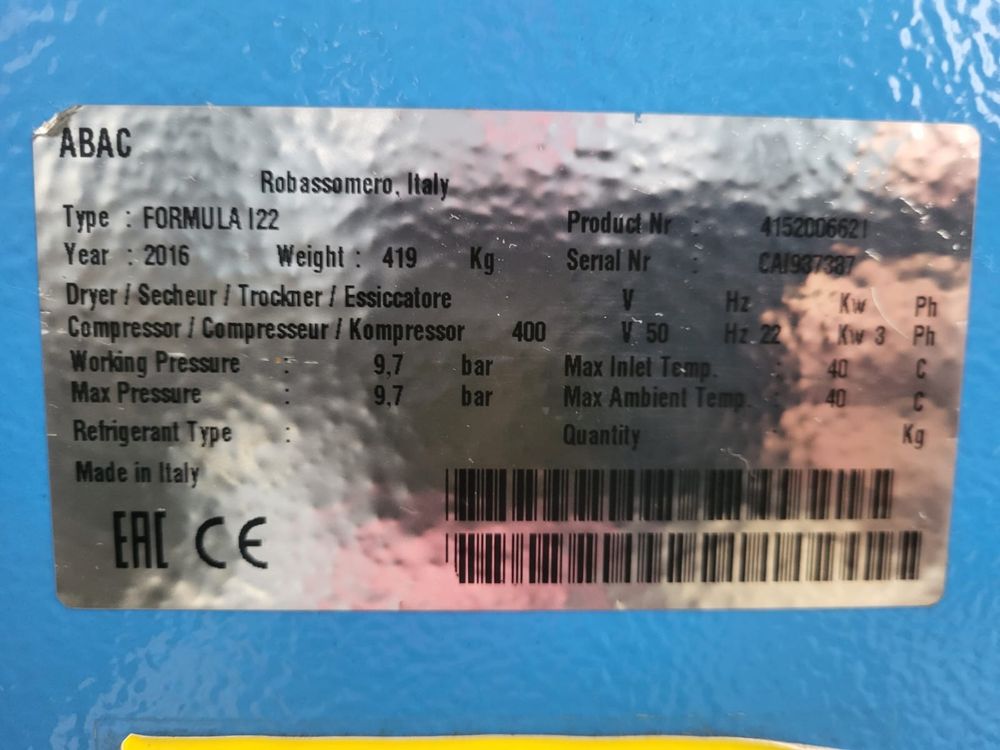 ABAC
Robassomero, Italy
Type : FORMULA I22 Product Nr : 4152006621
Year : 2016 Weight : 419 Kg Serial Nr : CAI937387
Dryer / Secheur / Trockner / Essiccatore V Hz Kw Ph
Compressor / Compresseur / Kompressor 400 V 50 Hz 22 Kw 3 Ph
Working Pressure : 9,7 bar Max Inlet Temp. : 40 C
Max Pressure : 9,7 bar Max Ambient Temp. : 40 C
Refrigerant Type : Quantity Kg
Made in Italy
EAC CE